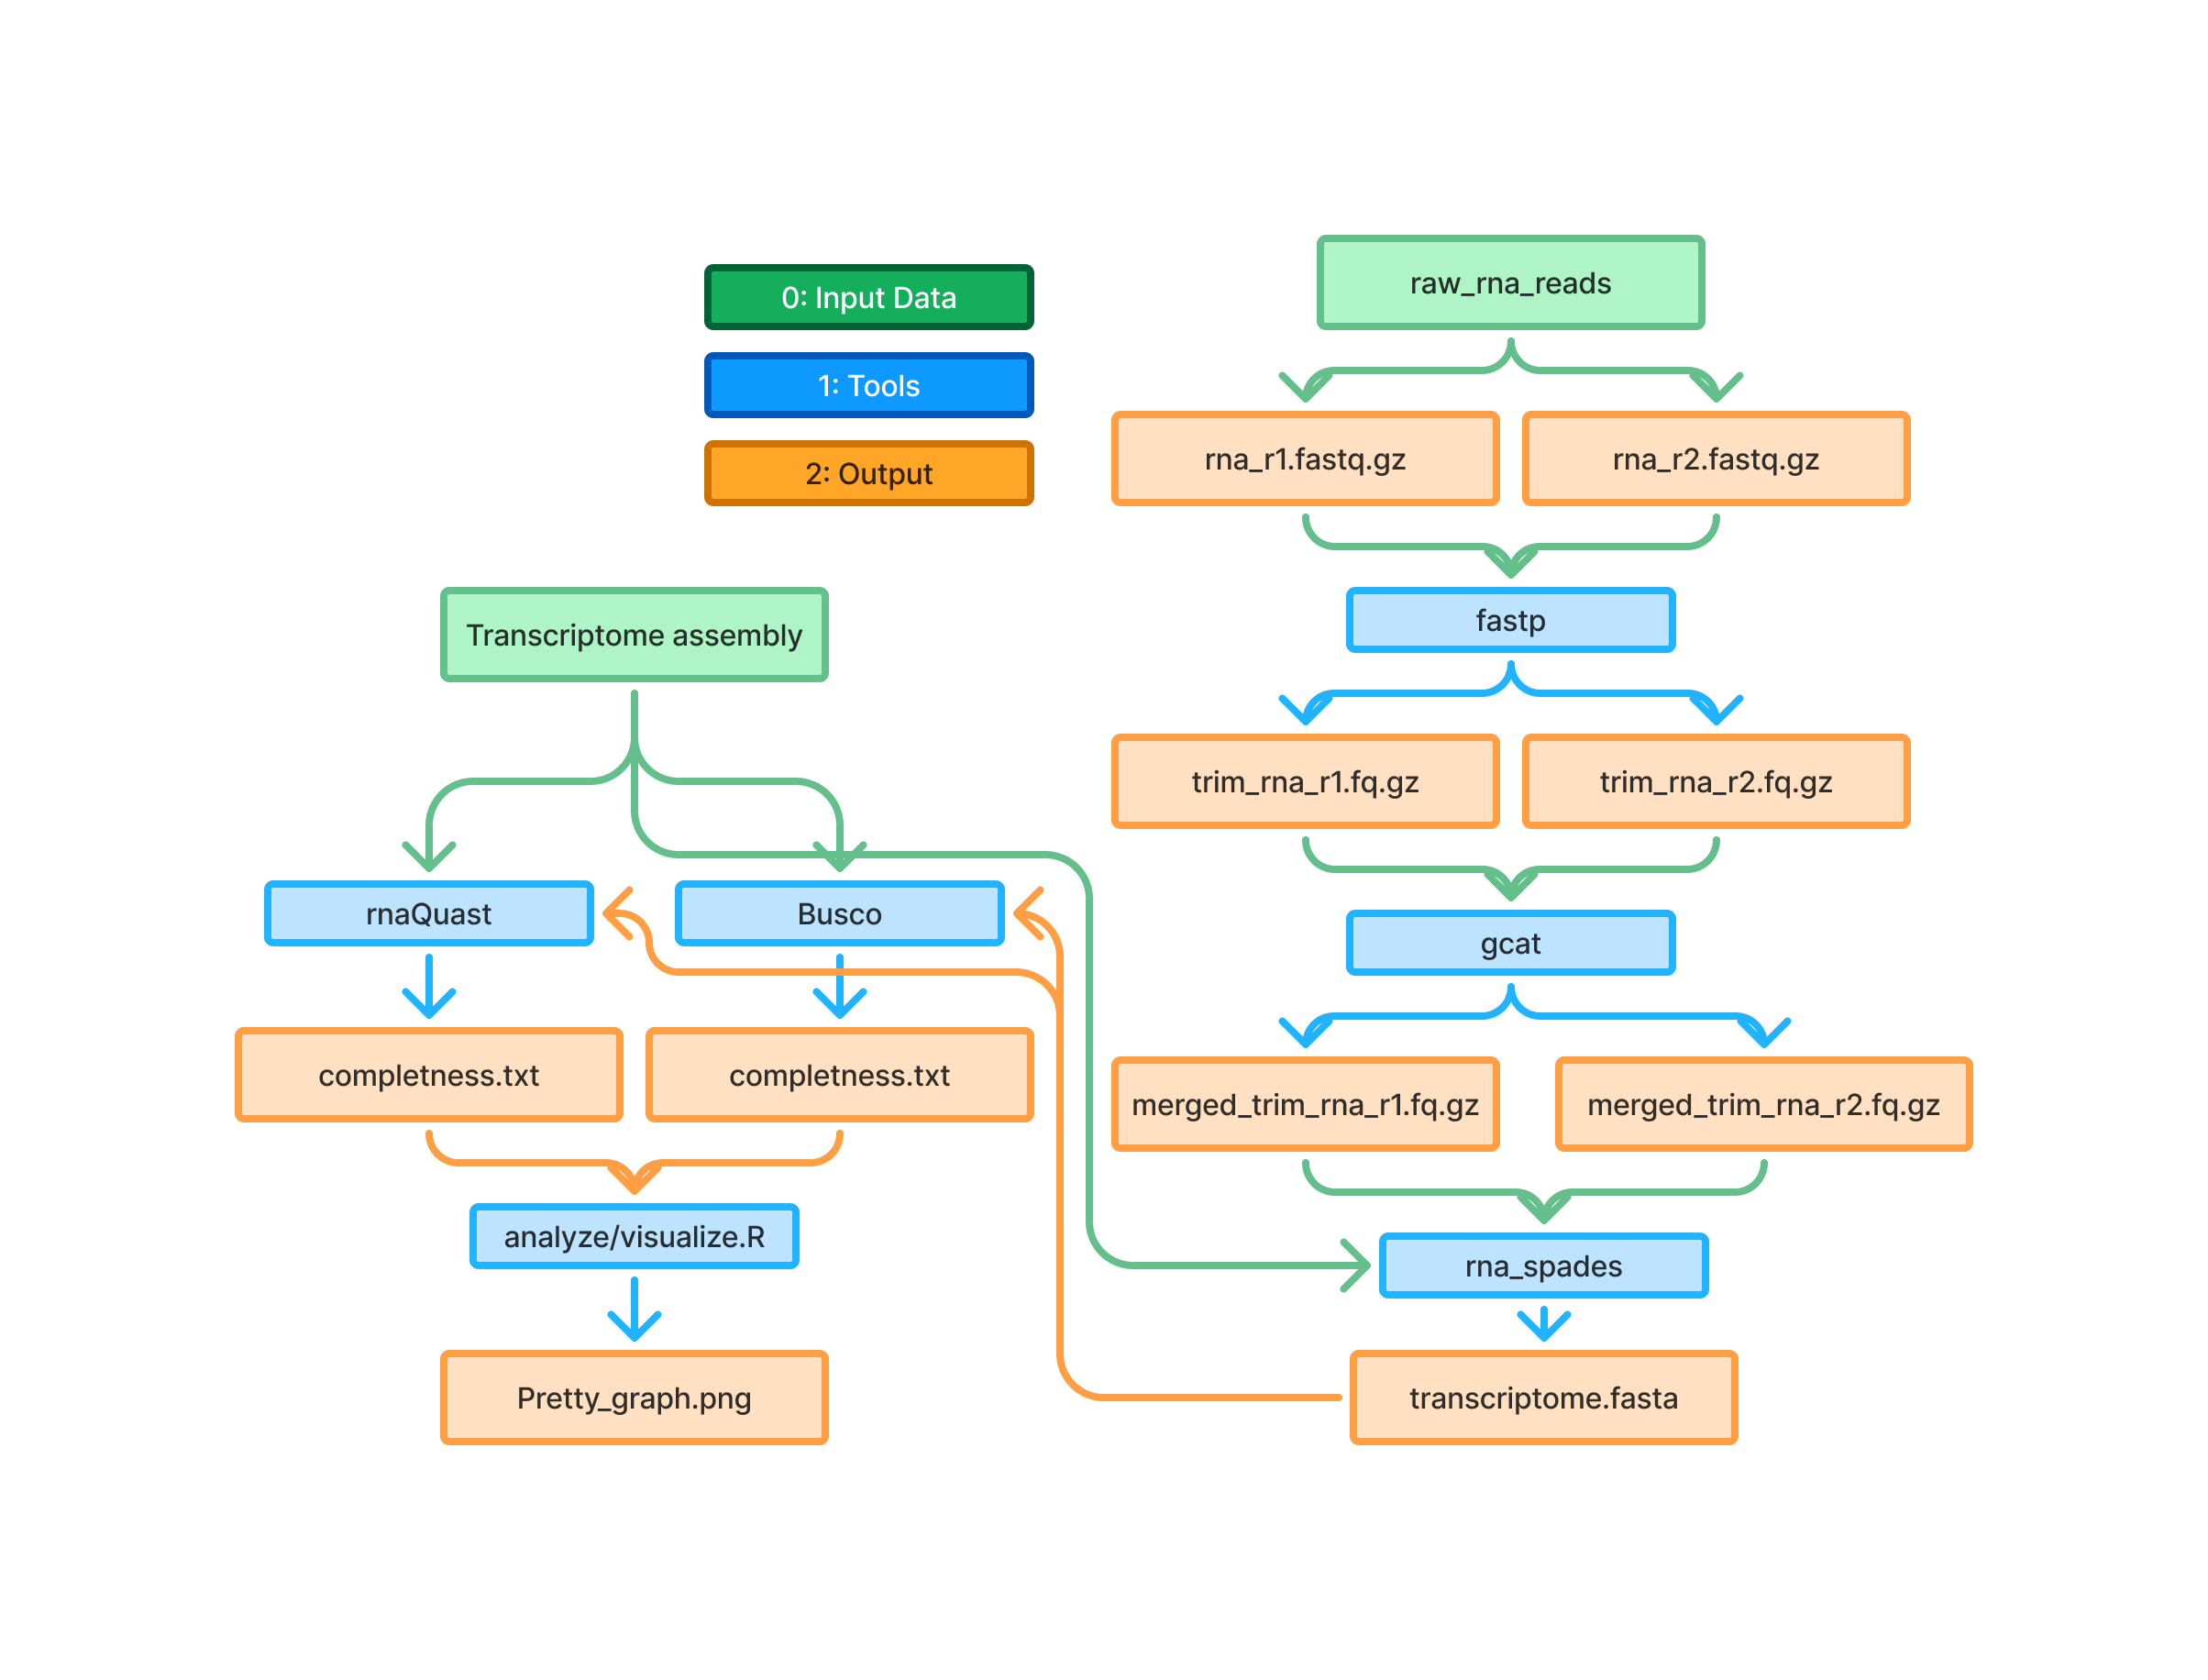 0: Input Data
1: Tools
2: Output
raw_rna_reads
rna_r1.fastq.gz
rna_r2.fastq.gz
fastp
trim_rna_r1.fq.gz
trim_rna_r2.fq.gz
gcat
merged_trim_rna_r1.fq.gz
merged_trim_rna_r2.fq.gz
rna_spades
transcriptome.fasta
Transcriptome assembly
rnaQuast
Busco
completness.txt
completness.txt
analyze/visualize.R
Pretty_graph.png